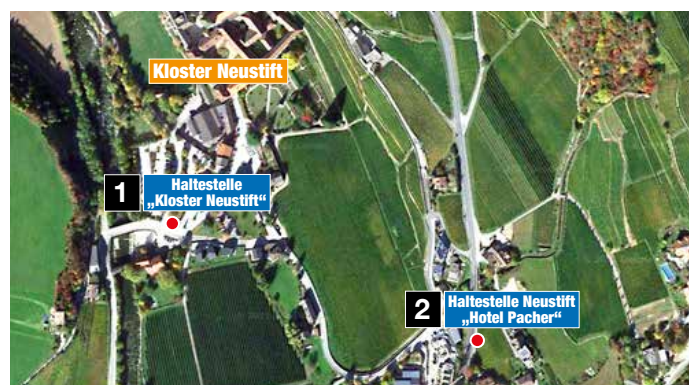 Kloster Neustift
1
Haltestelle
„Kloster Neustift“
2
Haltestelle Neustift
„Hotel Pacher“